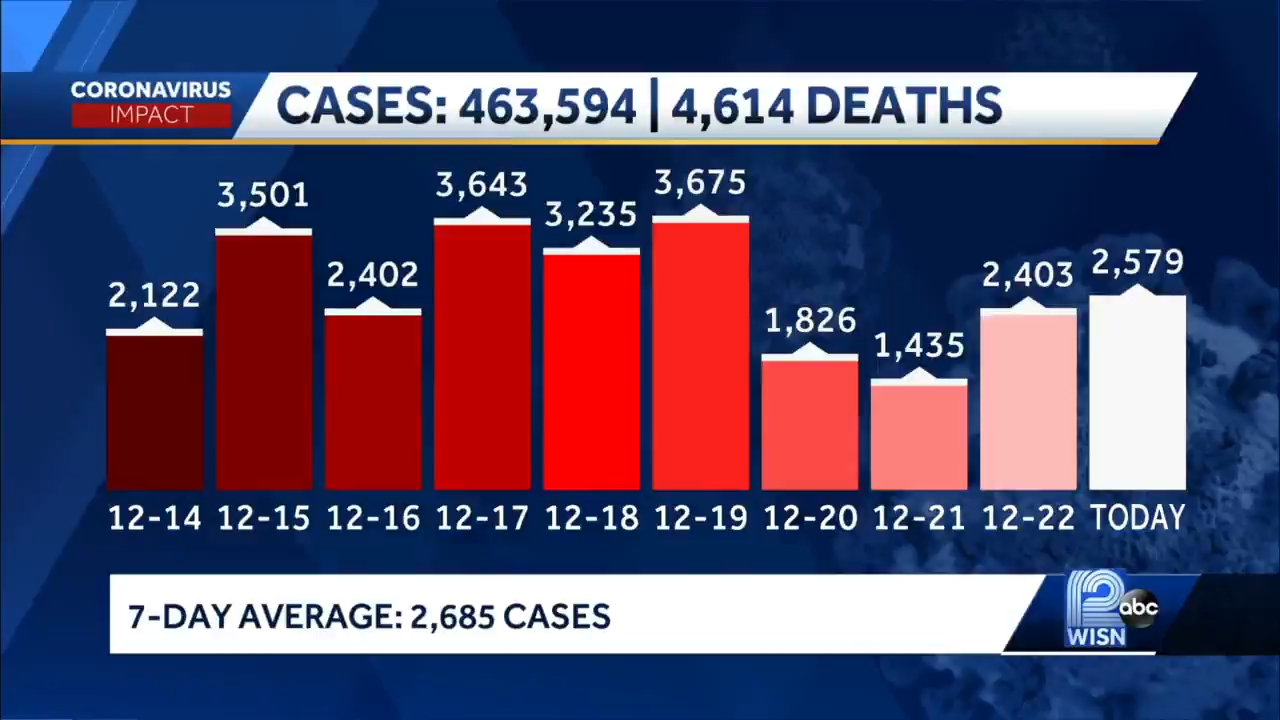 CORONAVIRUS
IMPACT
CASES: 463,594 | 4,614 DEATHS
2,122
3,501
2,402
3,643
3,235
3,675
1,826
1,435
2,403
2,579
12-14 12-15 12-16 12-17 12-18 12-19 12-20 12-21 12-22 TODAY
7-DAY AVERAGE: 2,685 CASES
12
abc
WISN